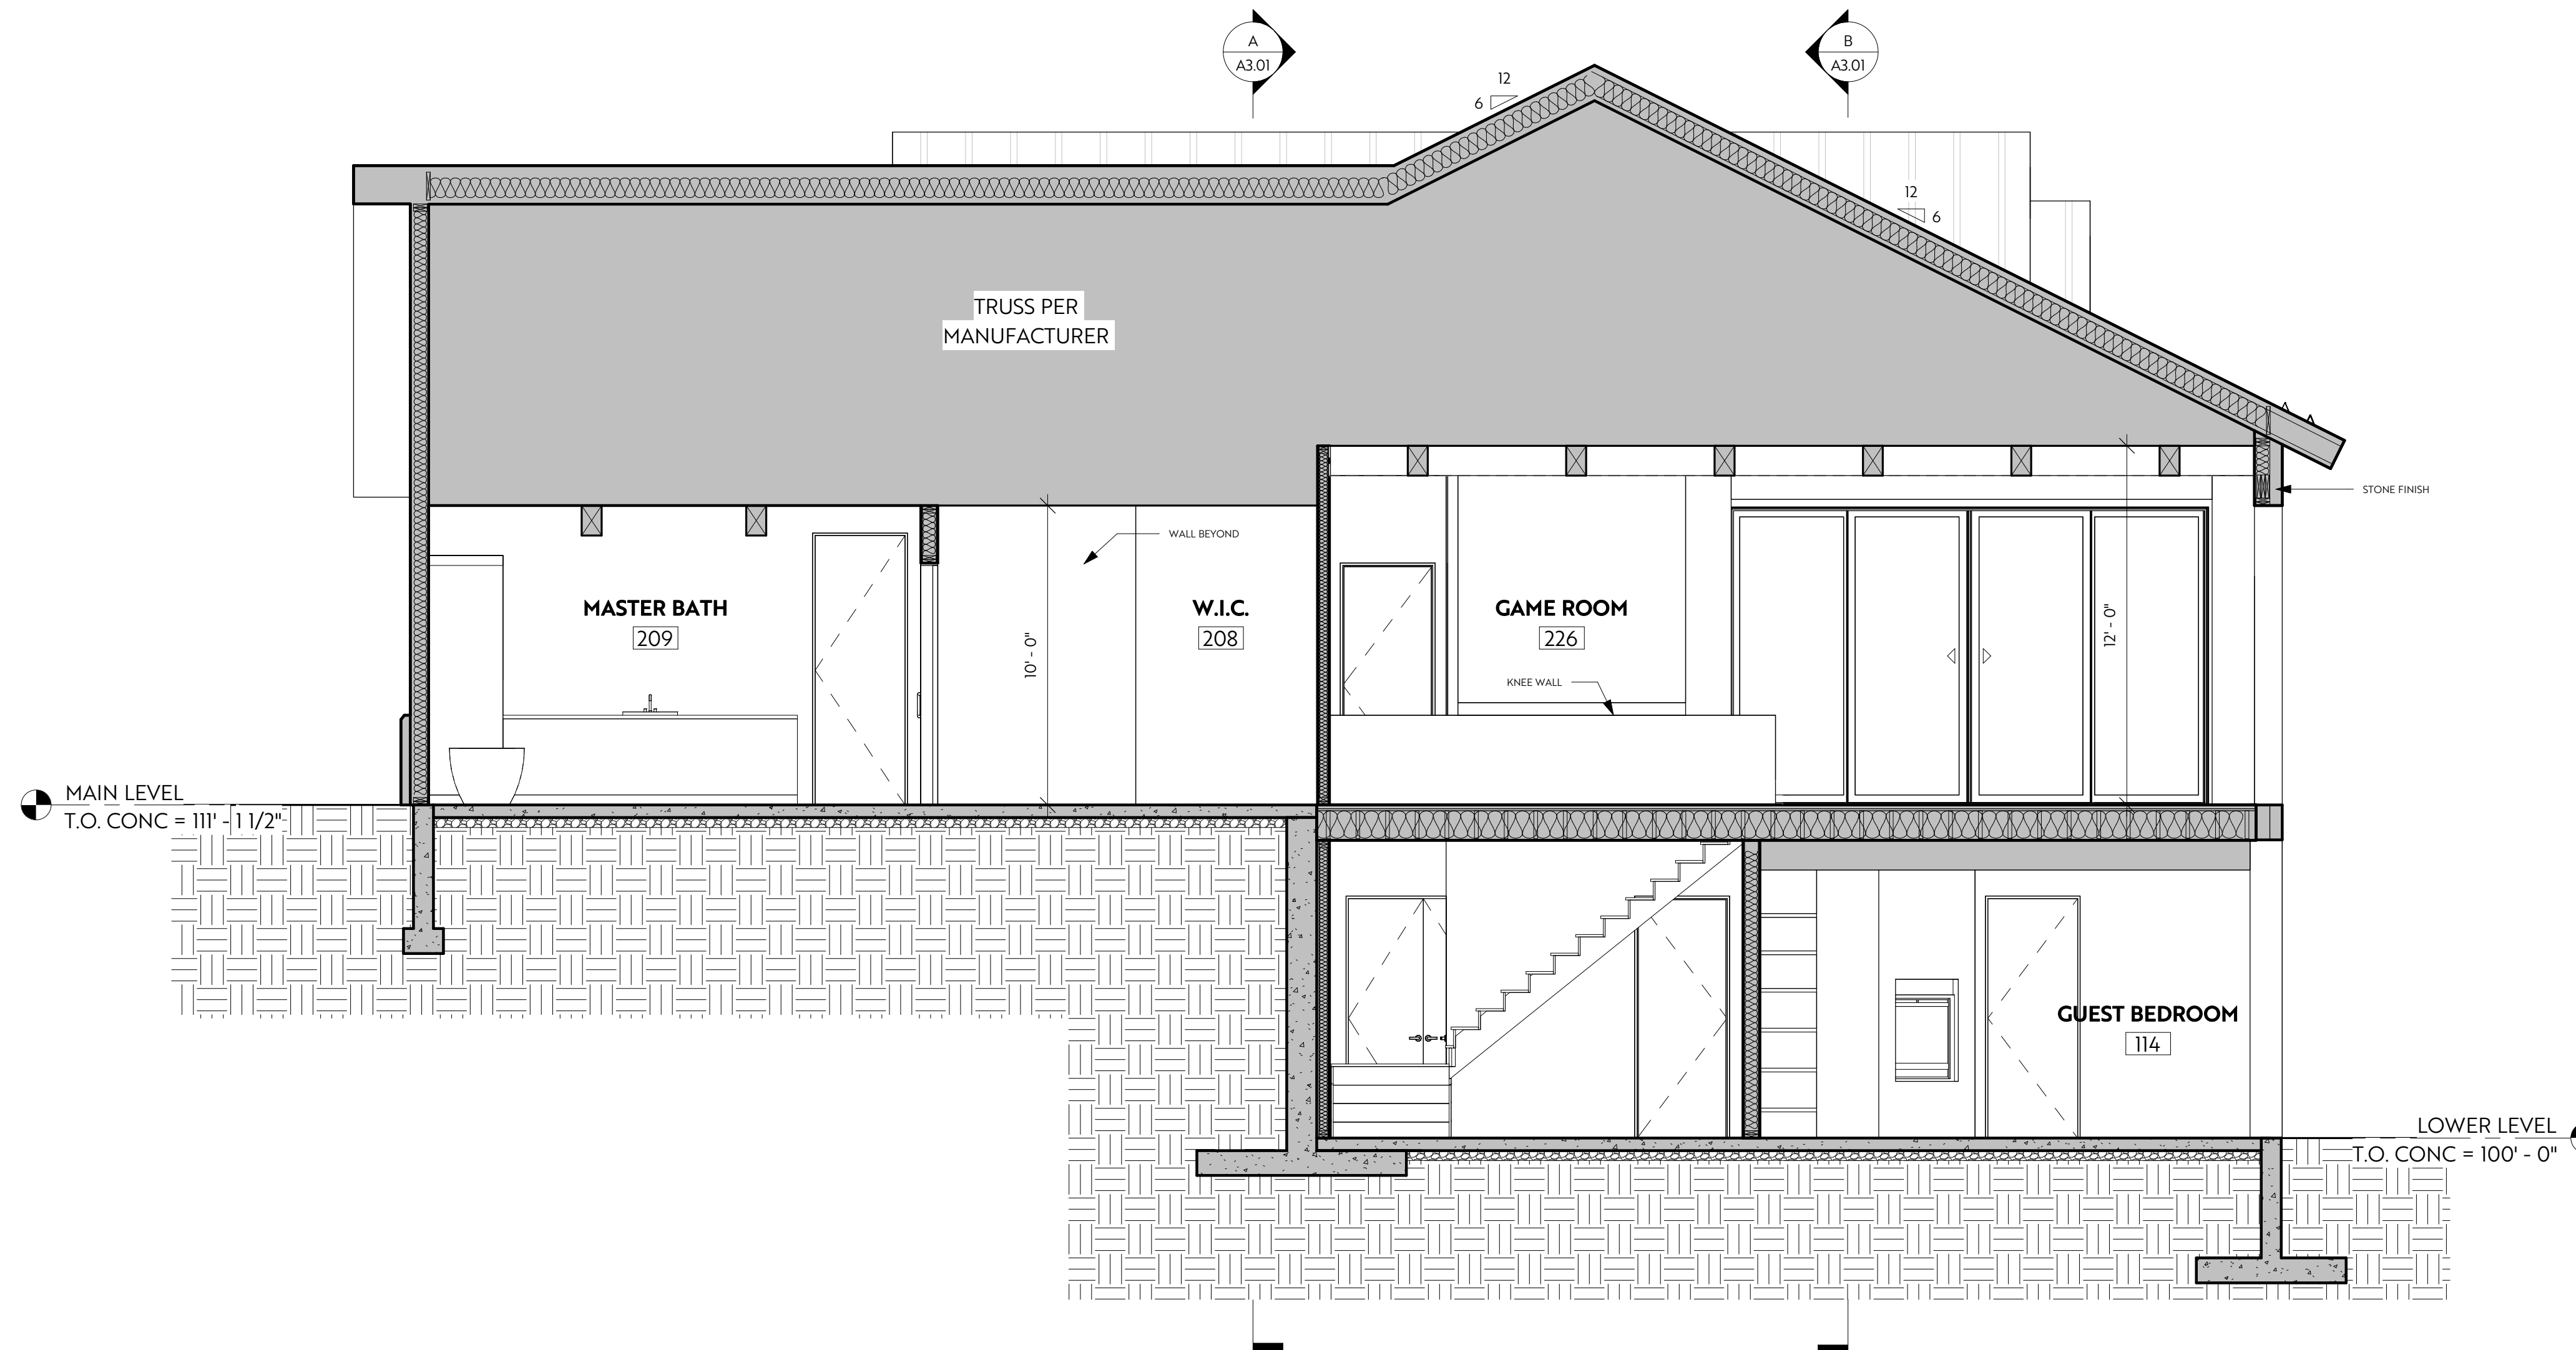 A
A3.01
B
A3.01
12
6
12
6
TRUSS PER
MANUFACTURER
STONE FINISH
WALL BEYOND
MASTER BATH
209
10' - 0"
W.I.C.
208
GAME ROOM
226
12' - 0"
KNEE WALL
MAIN LEVEL
T.O. CONC = 111' - 1 1/2"
GUEST BEDROOM
114
LOWER LEVEL
T.O. CONC = 100' - 0"